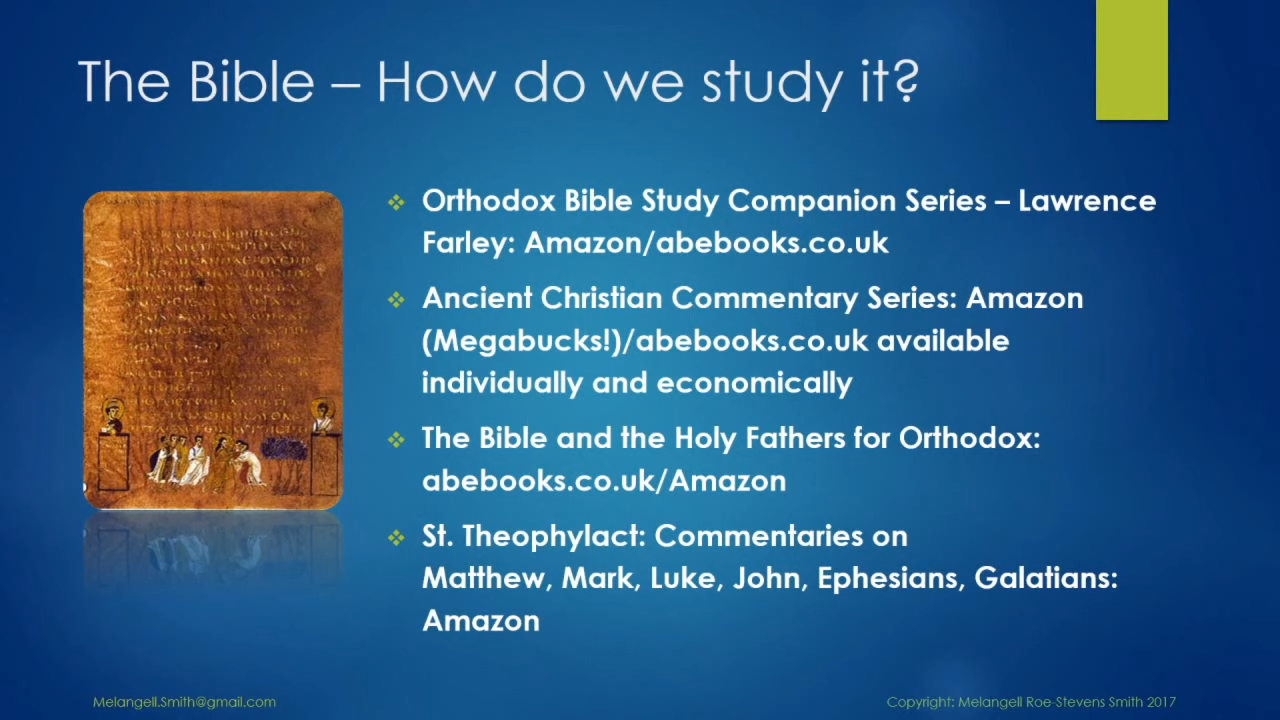 The Bible – How do we study it?
Orthodox Bible Study Companion Series – Lawrence
Farley: Amazon/abebooks.co.uk
Ancient Christian Commentary Series: Amazon
(Megabucks!)/abebooks.co.uk available
individually and economically
The Bible and the Holy Fathers for Orthodox:
abebooks.co.uk/Amazon
St. Theophylact: Commentaries on
Matthew, Mark, Luke, John, Ephesians, Galatians:
Amazon
Melangell.Smith@gmail.com
Copyright: Melangell Roe-Stevens Smith 2017